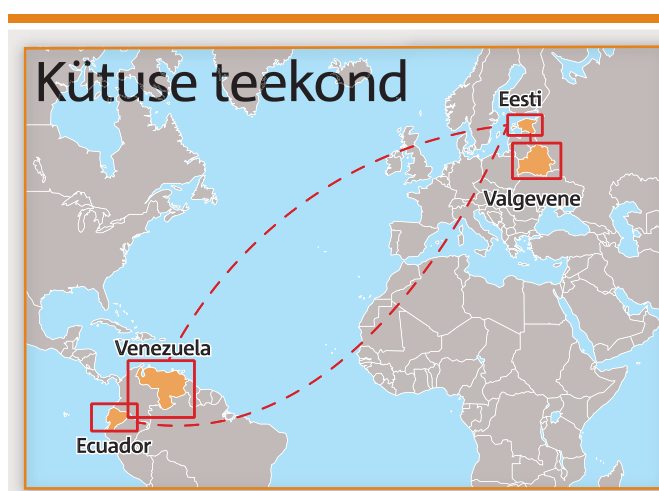 Kütuse teekond
Eesti
Valgevene
Venezuela
Ecuador